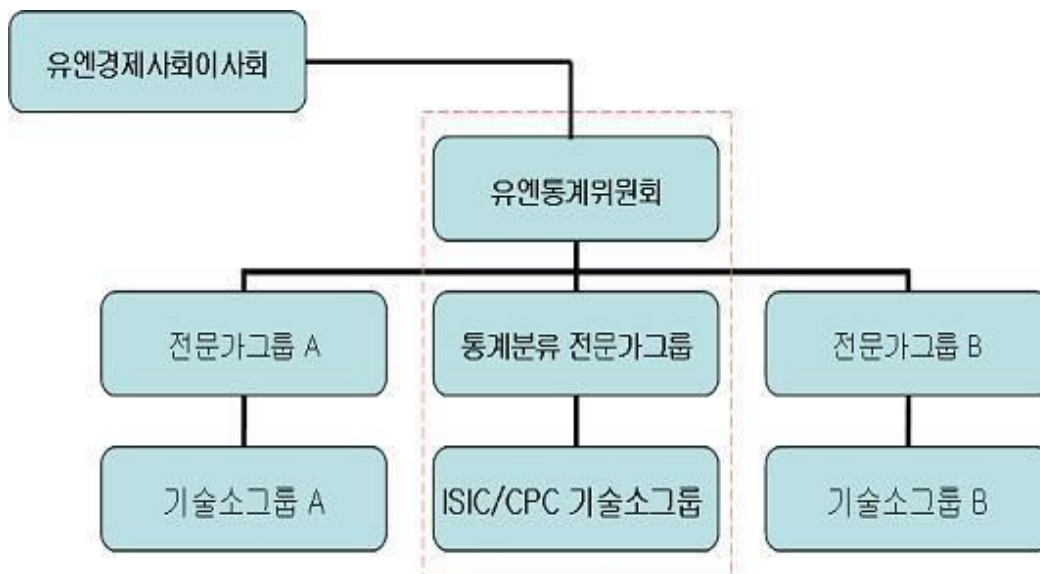 유엔경제사회이사회
유엔통계위원회
전문가그룹 A
통계분류 전문가그룹
전문가그룹 B
기술소그룹 A
ISIC/CPC 기술소그룹
기술소그룹 B